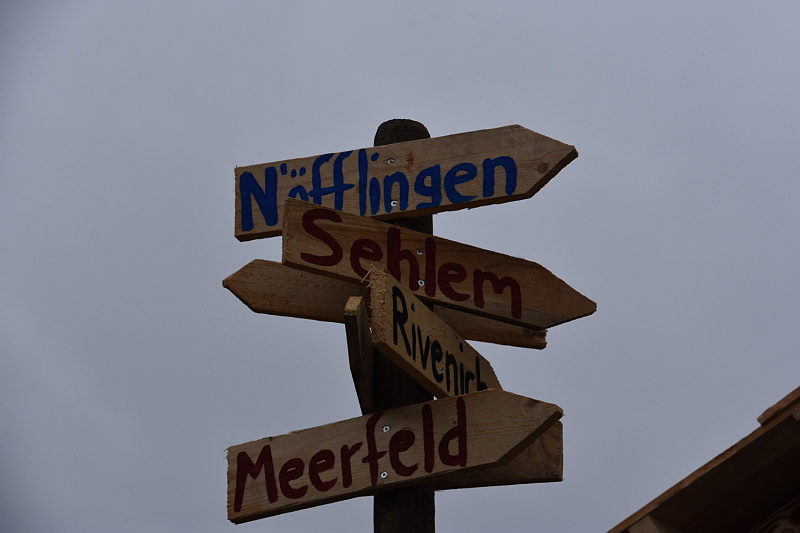 Nöfflingen
Sehlem
Rivenich
Meerfeld